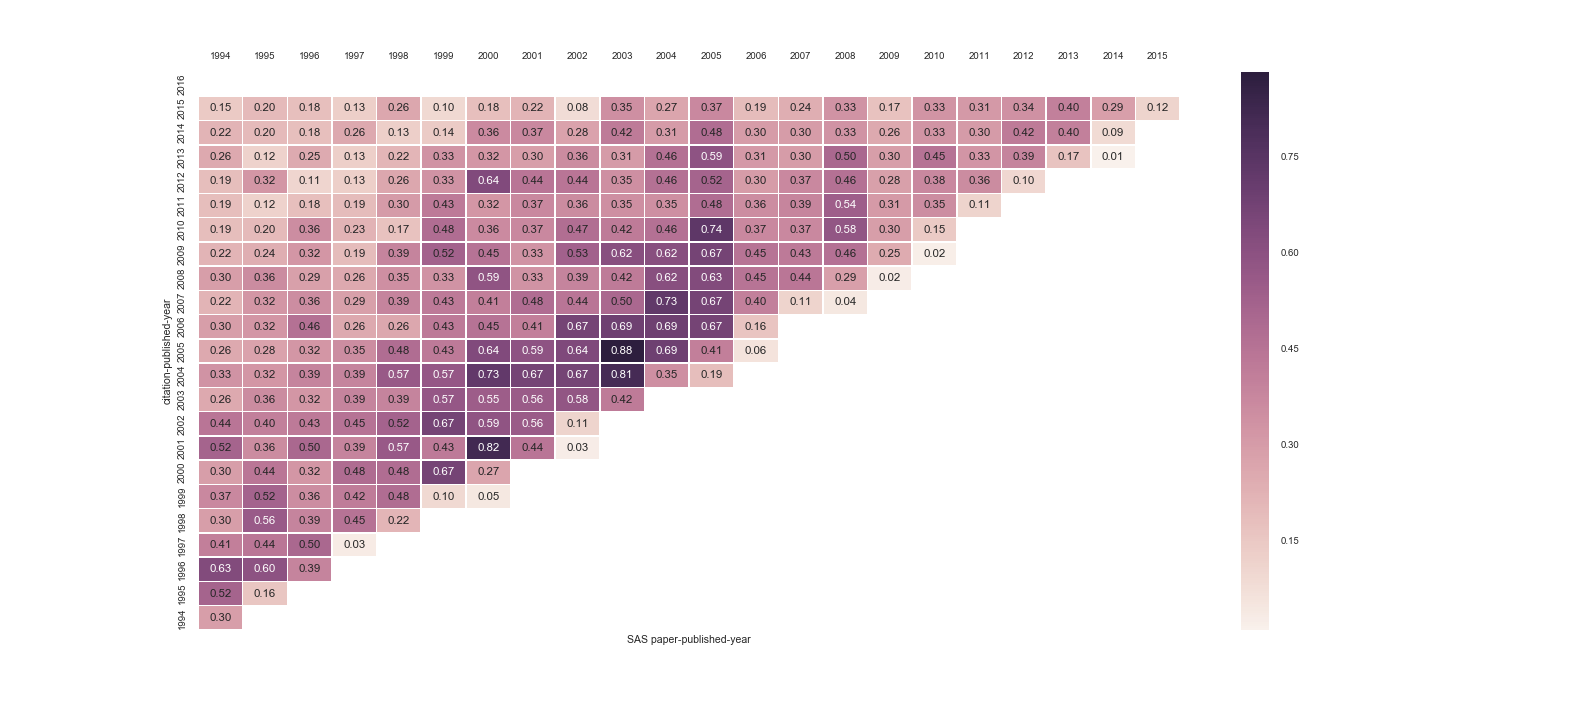 1994 1995 1996 1997 1998 1999 2000 2001 2002 2003 2004 2005 2006 2007 2008 2009 2010 2011 2012 2013 2014 2015
2016
2015 0.15 0.20 0.18 0.13 0.26 0.10 0.18 0.22 0.08 0.35 0.27 0.37 0.19 0.24 0.33 0.17 0.33 0.31 0.34 0.40 0.29 0.12
2014 0.22 0.20 0.18 0.26 0.13 0.14 0.36 0.37 0.28 0.42 0.31 0.48 0.30 0.30 0.33 0.26 0.33 0.30 0.42 0.40 0.09
2013 0.26 0.12 0.25 0.13 0.22 0.33 0.32 0.30 0.36 0.31 0.46 0.59 0.31 0.30 0.50 0.30 0.45 0.33 0.39 0.17 0.01
2012 0.19 0.32 0.11 0.13 0.26 0.33 0.64 0.44 0.44 0.35 0.46 0.52 0.30 0.37 0.46 0.28 0.38 0.36 0.10
2011 0.19 0.12 0.18 0.19 0.30 0.43 0.32 0.37 0.36 0.35 0.35 0.48 0.36 0.39 0.54 0.31 0.35 0.11
2010 0.19 0.20 0.36 0.23 0.17 0.48 0.36 0.37 0.47 0.42 0.46 0.74 0.37 0.37 0.58 0.30 0.15
2009 0.22 0.24 0.32 0.19 0.39 0.52 0.45 0.33 0.53 0.62 0.62 0.67 0.45 0.43 0.46 0.25 0.02
2008 0.30 0.36 0.29 0.26 0.35 0.33 0.59 0.33 0.39 0.42 0.62 0.63 0.45 0.44 0.29 0.02
2007 0.22 0.32 0.36 0.29 0.39 0.43 0.41 0.48 0.44 0.50 0.73 0.67 0.40 0.11 0.04
2006 0.30 0.32 0.46 0.26 0.26 0.43 0.45 0.41 0.67 0.69 0.69 0.67 0.16
2005 0.26 0.28 0.32 0.35 0.48 0.43 0.64 0.59 0.64 0.88 0.69 0.41 0.06
2004 0.33 0.32 0.39 0.39 0.57 0.57 0.73 0.67 0.67 0.81 0.35 0.19
2003 0.26 0.36 0.32 0.39 0.39 0.57 0.55 0.56 0.58 0.42
2002 0.44 0.40 0.43 0.45 0.52 0.67 0.59 0.56 0.11
2001 0.52 0.36 0.50 0.39 0.57 0.43 0.82 0.44 0.03
2000 0.30 0.44 0.32 0.48 0.48 0.67 0.27
1999 0.37 0.52 0.36 0.42 0.48 0.10 0.05
1998 0.30 0.56 0.39 0.45 0.22
1997 0.41 0.44 0.50 0.03
1996 0.63 0.60 0.39
1995 0.52 0.16
1994 0.30
citation-published-year
SAS paper-published-year
0.75
0.60
0.45
0.30
0.15